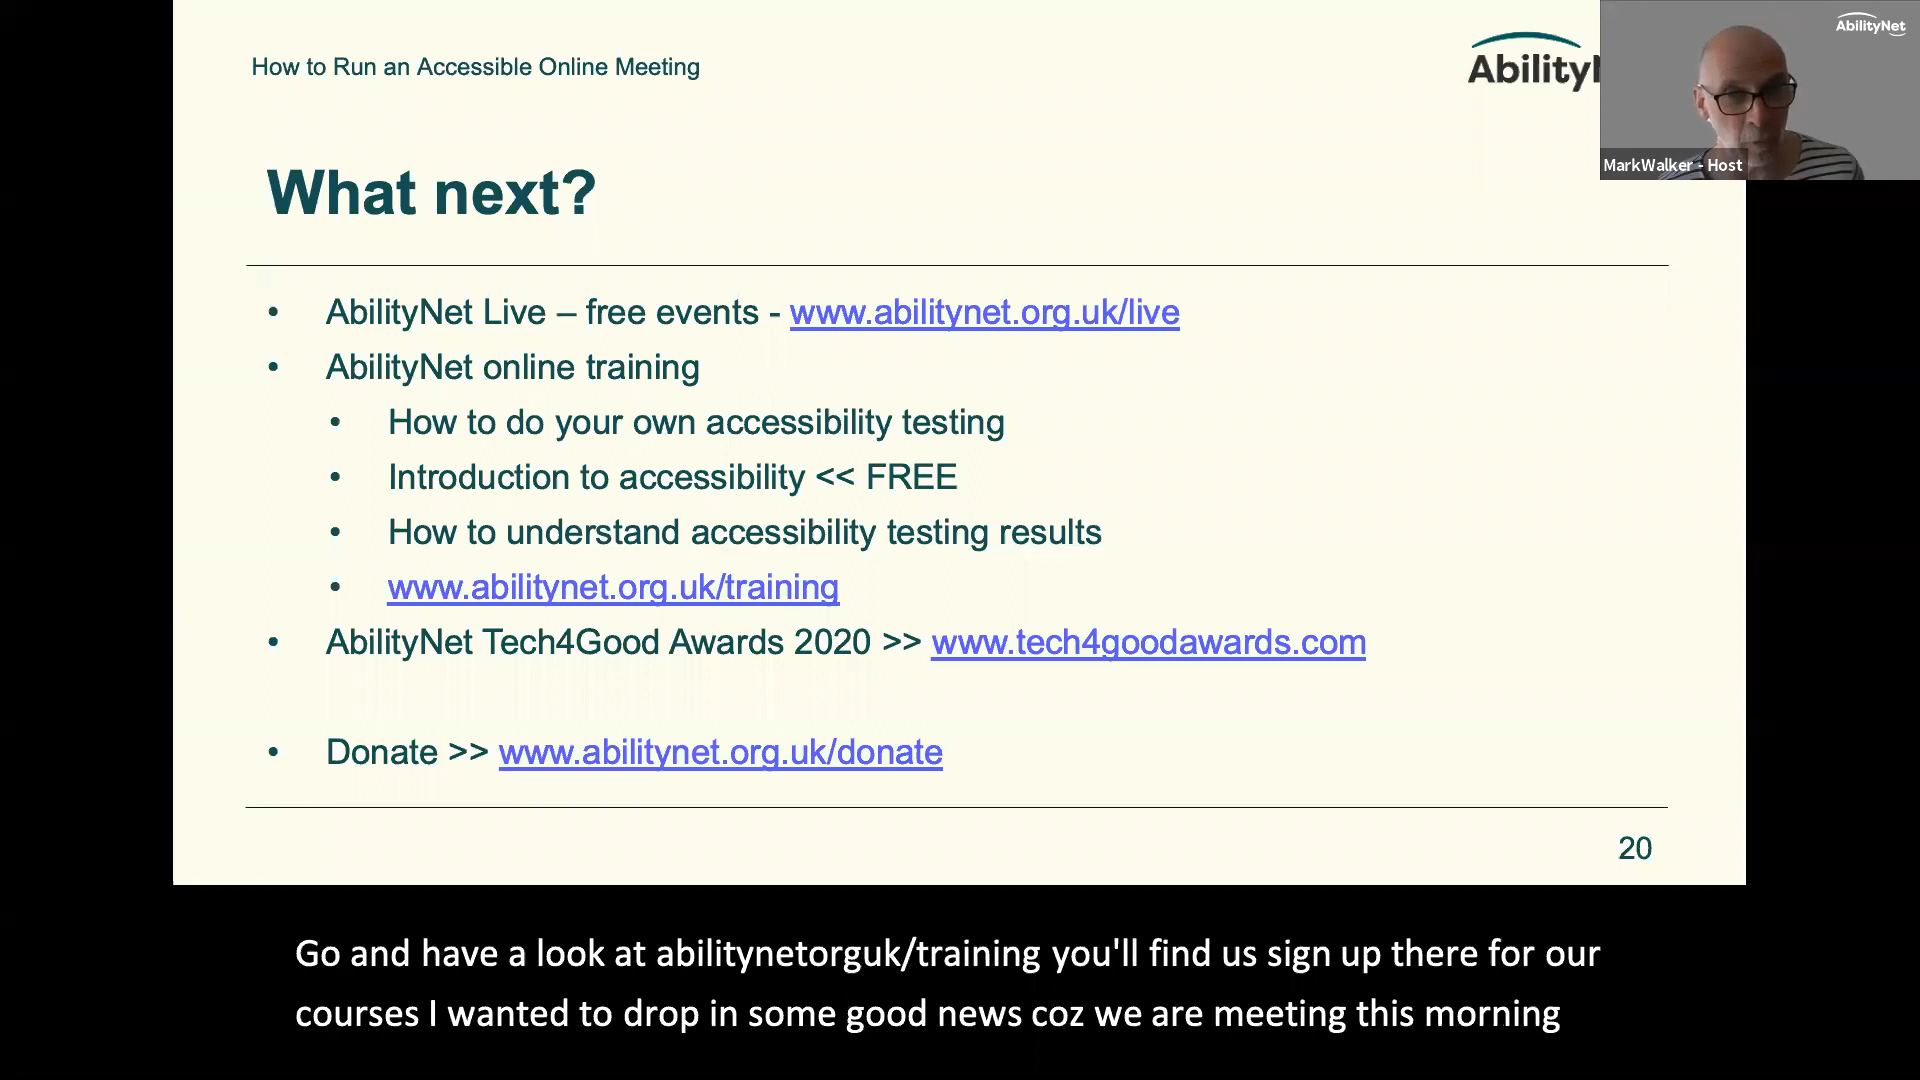 How to Run an Accessible Online Meeting
AbilityN
AbilityNet
MarkWalker - Host
What next?
• AbilityNet Live – free events - www.abilitynet.org.uk/live
• AbilityNet online training
• How to do your own accessibility testing
• Introduction to accessibility << FREE
• How to understand accessibility testing results
• www.abilitynet.org.uk/training
• AbilityNet Tech4Good Awards 2020 >> www.tech4goodawards.com
• Donate >> www.abilitynet.org.uk/donate
20
Go and have a look at abilitynetorguk/training you'll find us sign up there for our
courses I wanted to drop in some good news coz we are meeting this morning